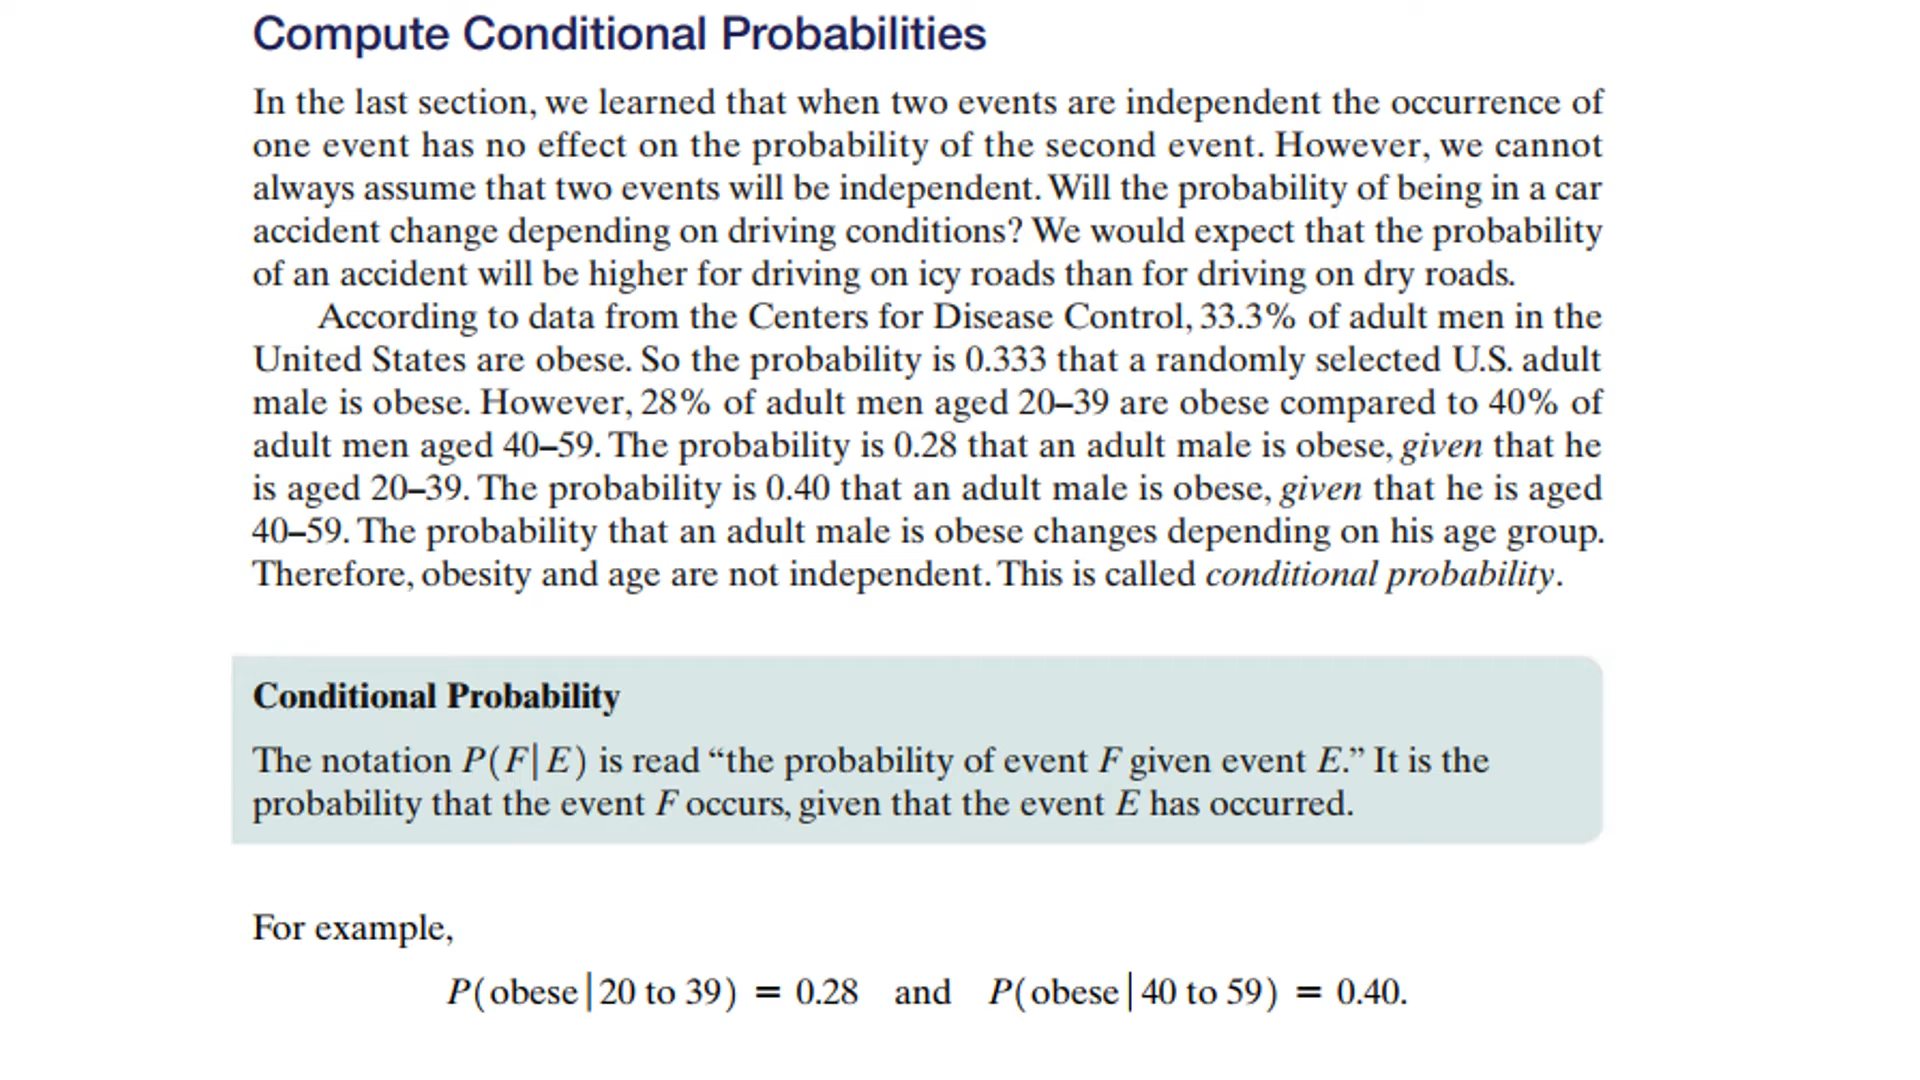 Compute Conditional Probabilities
In the last section, we learned that when two events are independent the occurrence of
one event has no effect on the probability of the second event. However, we cannot
always assume that two events will be independent. Will the probability of being in a car
accident change depending on driving conditions? We would expect that the probability
of an accident will be higher for driving on icy roads than for driving on dry roads.
According to data from the Centers for Disease Control, 33.3% of adult men in the
United States are obese. So the probability is 0.333 that a randomly selected U.S. adult
male is obese. However, 28% of adult men aged 20–39 are obese compared to 40% of
adult men aged 40–59. The probability is 0.28 that an adult male is obese, given that he
is aged 20–39. The probability is 0.40 that an adult male is obese, given that he is aged
40–59. The probability that an adult male is obese changes depending on his age group.
Therefore, obesity and age are not independent. This is called conditional probability.
Conditional Probability
The notation P(F|E) is read “the probability of event F given event E.” It is the
probability that the event F occurs, given that the event E has occurred.
For example,
P(obese|20 to 39) = 0.28 and P(obese|40 to 59) = 0.40.